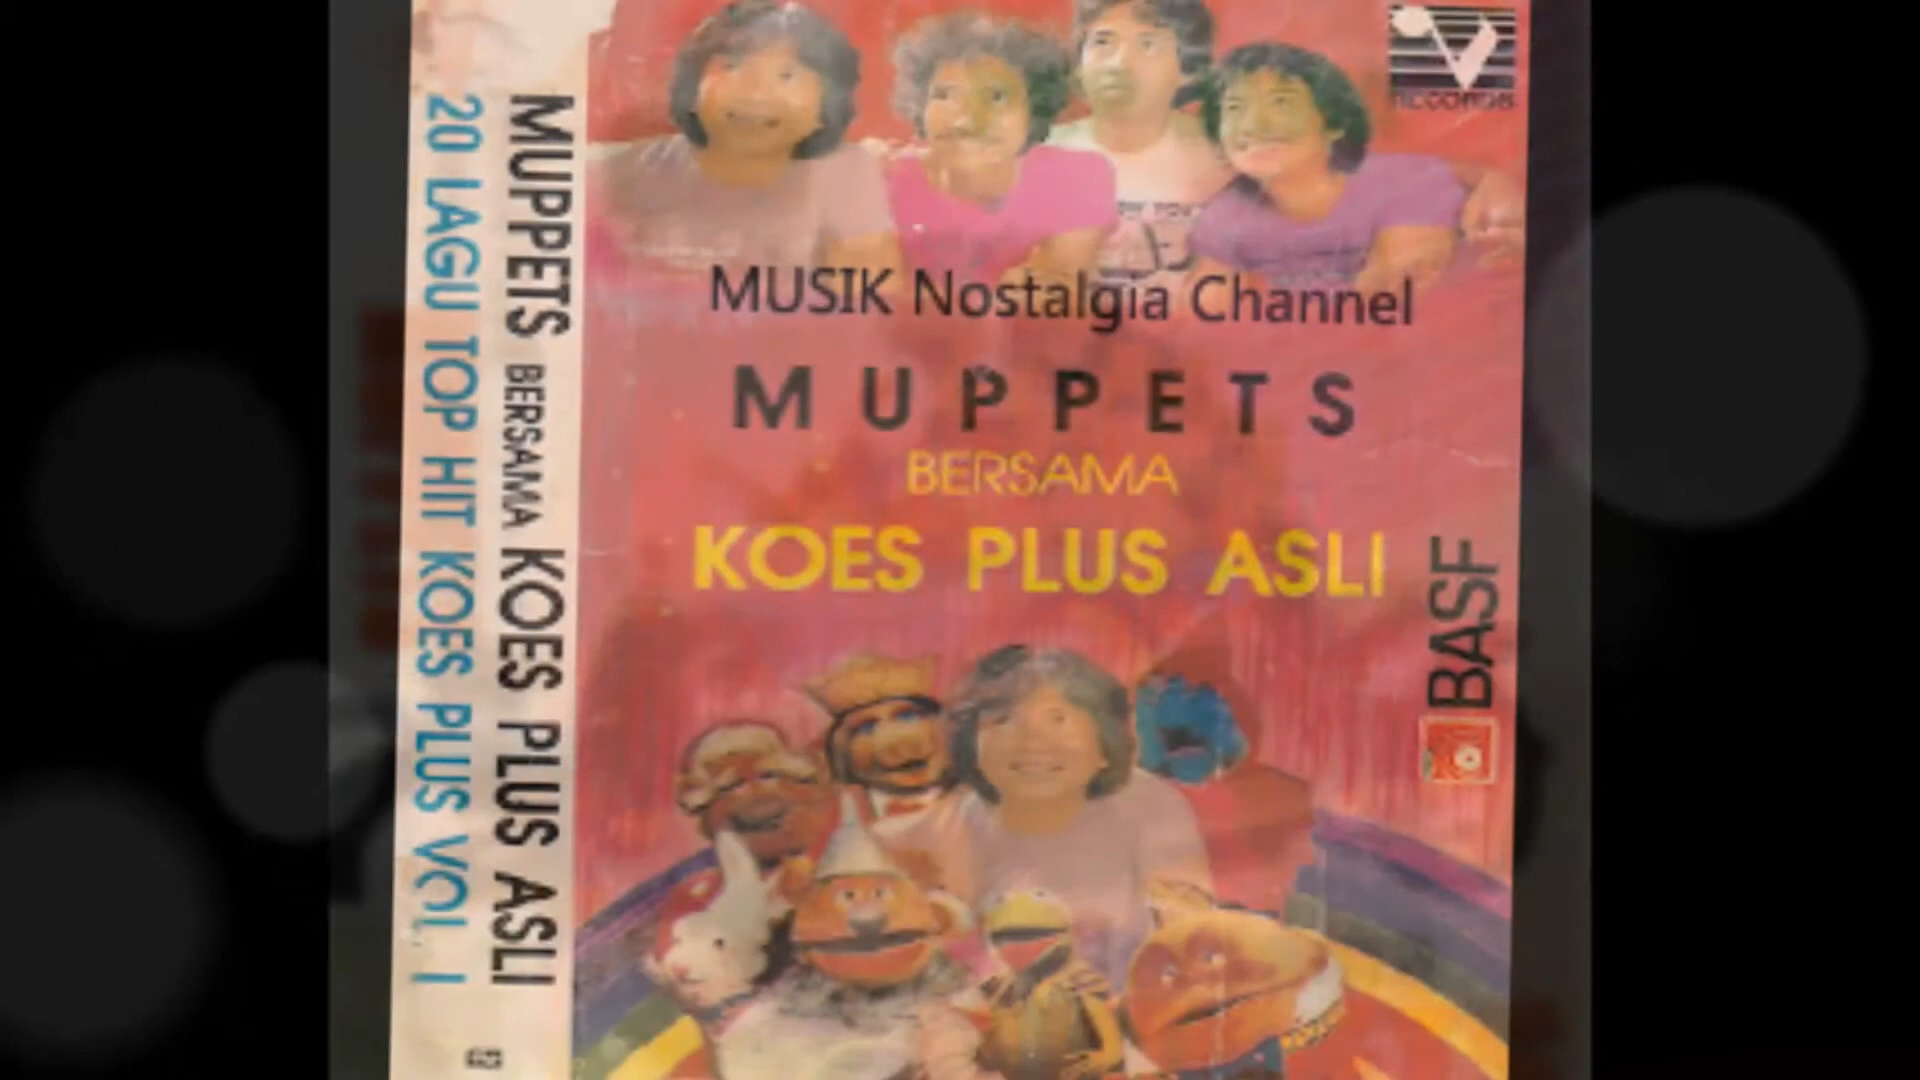 MUPPETS BERSAMA KOES PLUS ASLI
20 LAGU TOP HIT KOES PLUS VOL. I
RECORDS
MUSIK Nostalgia Channel
MUPPETS
BERSAMA
KOES PLUS ASLI
BASF